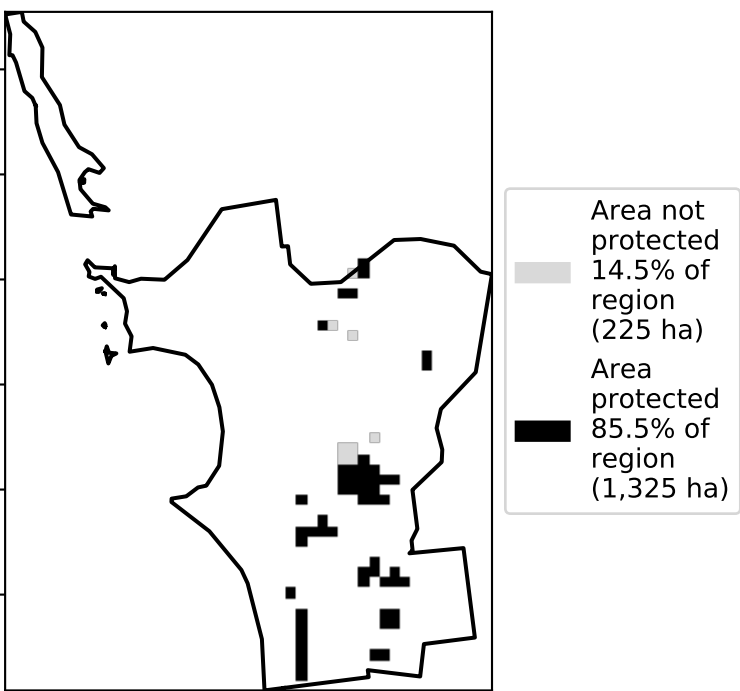 Area not
protected
14.5% of
region
(225 ha)
Area
protected
85.5% of
region
(1,325 ha)